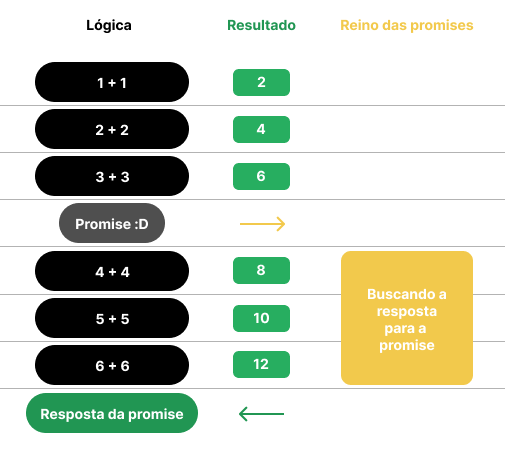 Lógica Resultado Reino das promises
1 + 1 2
2 + 2 4
3 + 3 6
Promise :D
4 + 4 8
5 + 5 10
6 + 6 12
Buscando a
resposta
para a
promise
Resposta da promise